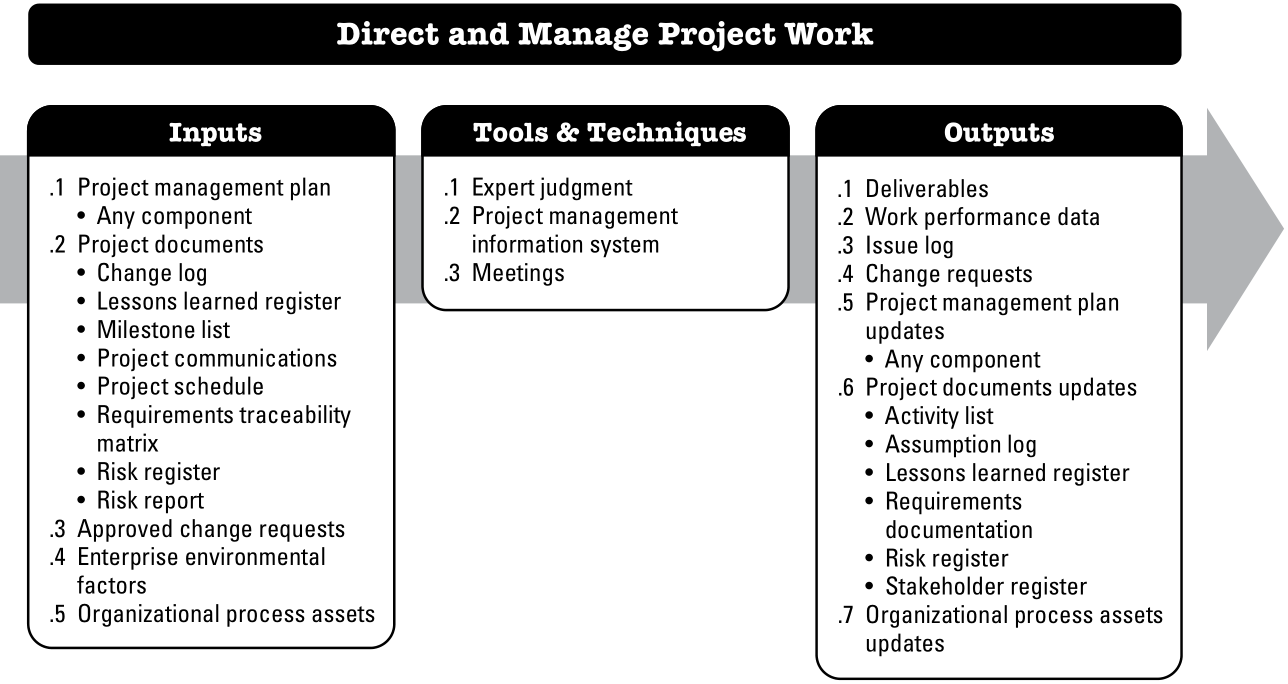 Direct and Manage Project Work
Inputs
.1 Project management plan
• Any component
.2 Project documents
• Change log
• Lessons learned register
• Milestone list
• Project communications
• Project schedule
• Requirements traceability
matrix
• Risk register
• Risk report
.3 Approved change requests
.4 Enterprise environmental
factors
.5 Organizational process assets
Tools & Techniques
.1 Expert judgment
.2 Project management
information system
.3 Meetings
Outputs
.1 Deliverables
.2 Work performance data
.3 Issue log
.4 Change requests
.5 Project management plan
updates
• Any component
.6 Project documents updates
• Activity list
• Assumption log
• Lessons learned register
• Requirements
documentation
• Risk register
• Stakeholder register
.7 Organizational process assets
updates